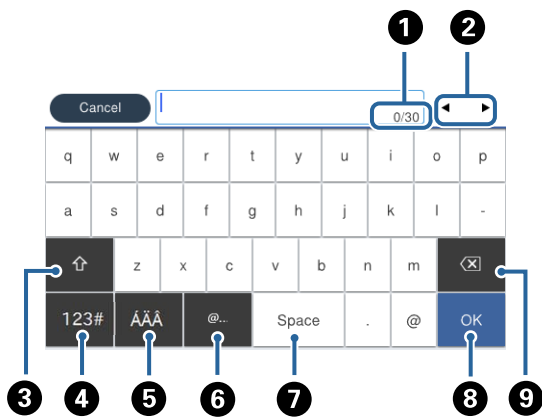 1 2
Cancel 0/30
q w e r t y u i o p
a s d f g h j k l -
z x c v b n m
123# ÁÄÂ @... Space . @ OK
3 4 5 6 7 8 9